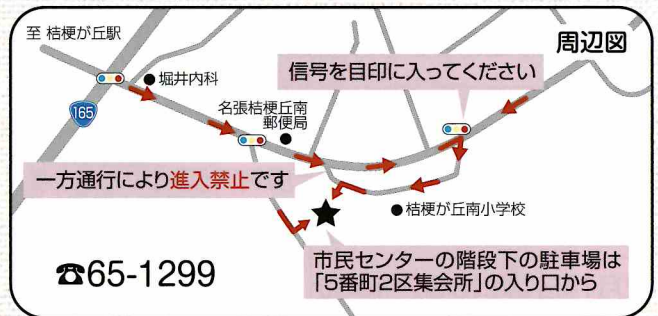 至 桔梗が丘駅
周辺図
堀井内科
信号を目印に入ってください
165
名張桔梗丘南
郵便局
一方通行により進入禁止です
桔梗が丘南小学校
市民センターの階段下の駐車場は
「5番町2区集会所」の入り口から
☎65-1299